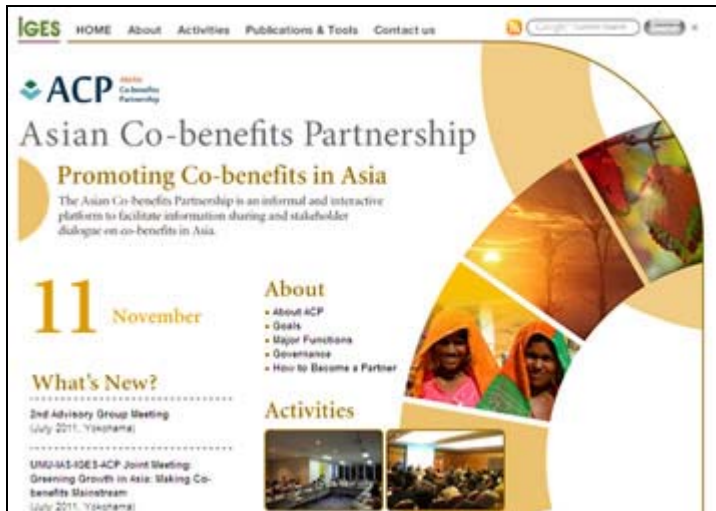 IGES HOME About Activities Publications & Tools Contact us
ACP Asian
Co-benefits
Partnership
Asian Co-benefits Partnership
Promoting Co-benefits in Asia
The Asian Co-benefits Partnership is an informal and interactive
platform to facilitate information sharing and stakeholder
dialogue on co-benefits in Asia.
11 November
What's New?
2nd Advisory Group Meeting
(July 2011, Yokohama)
UNU-IAS-IGES-ACP Joint Meeting:
Greening Growth in Asia: Making Co-
benefits Mainstream
(July 2011, Yokohama)
About
About ACP
Goals
Major Functions
Governance
How to Become a Partner
Activities